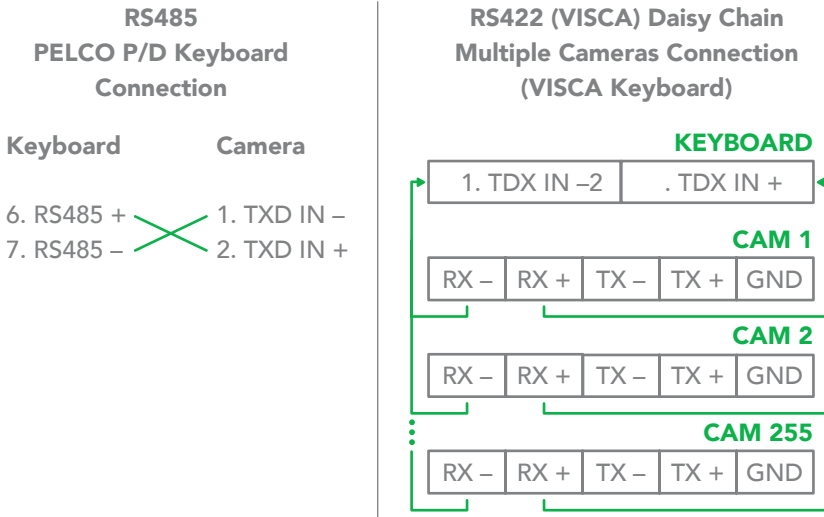 RS485
PELCO P/D Keyboard
Connection
Keyboard Camera
6. RS485 + 1. TXD IN –
7. RS485 – 2. TXD IN +
RS422 (VISCA) Daisy Chain
Multiple Cameras Connection
(VISCA Keyboard)
KEYBOARD
1. TDX IN –2 . TDX IN +
CAM 1
RX – RX + TX – TX + GND
CAM 2
RX – RX + TX – TX + GND
CAM 255
RX – RX + TX – TX + GND